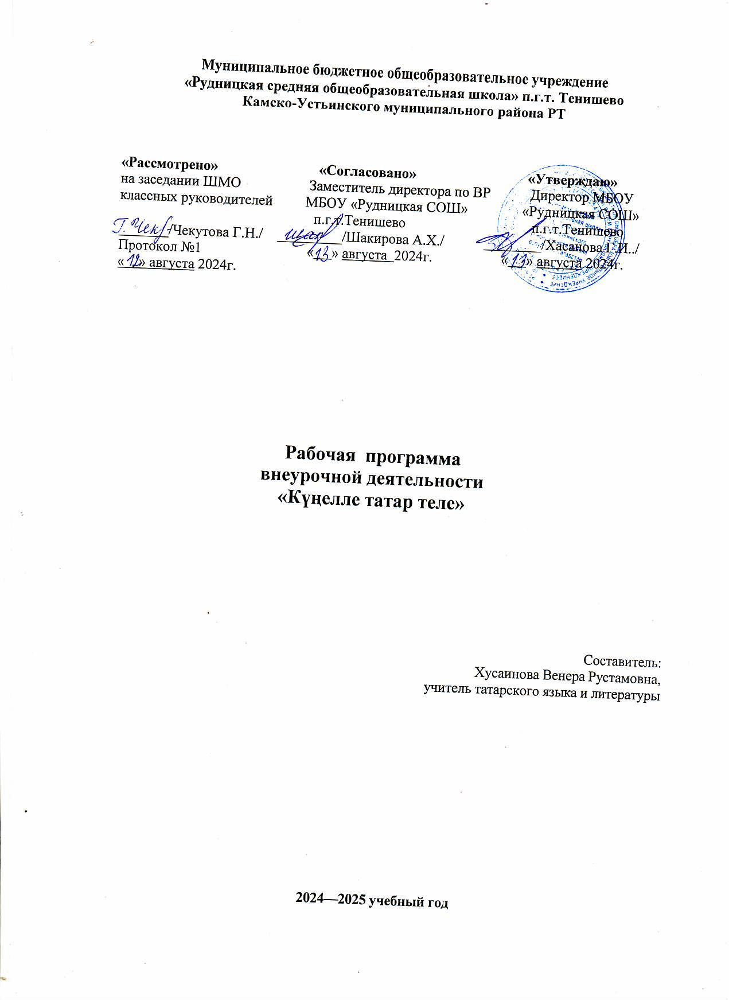 Муниципальное бюджетное общеобразовательное учреждение
«Рудницкая средняя общеобразовательная школа» п.г.т. Тенишево
Камско-Устьинского муниципального района РТ
«Рассмотрено»
на заседании ШМО
классных руководителей
Г. Чек /Чекутова Г.Н./
Протокол №1
«12» августа 2024г.
«Согласовано»
Заместитель директора по ВР
МБОУ «Рудницкая СОШ»
п.г.т.Тенишево
Шак /Шакирова А.Х./
«13» августа 2024г.
«Утверждаю»
Директор МБОУ
«Рудницкая СОШ»
п.г.т.Тенишево
/Хасанова Г.И../
«13» августа 2024г.
Рабочая программа
внеурочной деятельности
«Күңелле татар теле»
Составитель:
Хусаинова Венера Рустамовна,
учитель татарского языка и литературы
2024—2025 учебный год